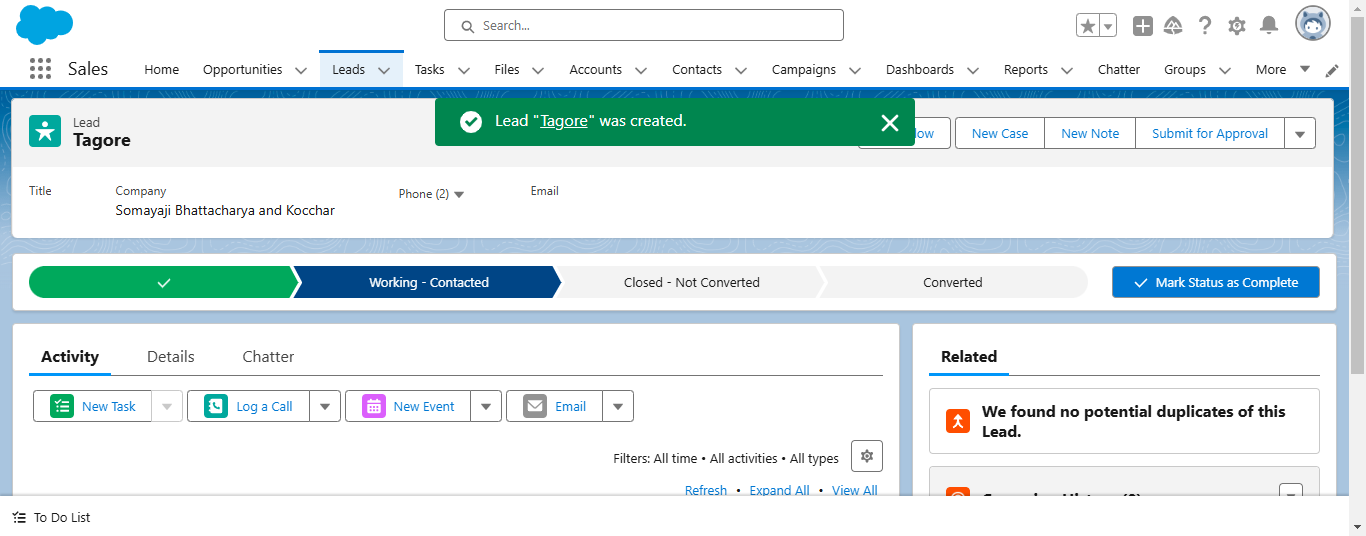 Search...
Sales
Home
Opportunities
Leads
Tasks
Files
Accounts
Contacts
Campaigns
Dashboards
Reports
Chatter
Groups
More
Lead "Tagore" was created.
Lead
Tagore
New Case
New Note
Submit for Approval
Title
Company
Phone (2)
Email
Somayaji Bhattacharya and Kocchar
Working - Contacted
Closed - Not Converted
Converted
Mark Status as Complete
Activity
Details
Chatter
Related
New Task
Log a Call
New Event
Email
We found no potential duplicates of this
Lead.
Filters: All time • All activities • All types
Refresh • Expand All • View All
To Do List